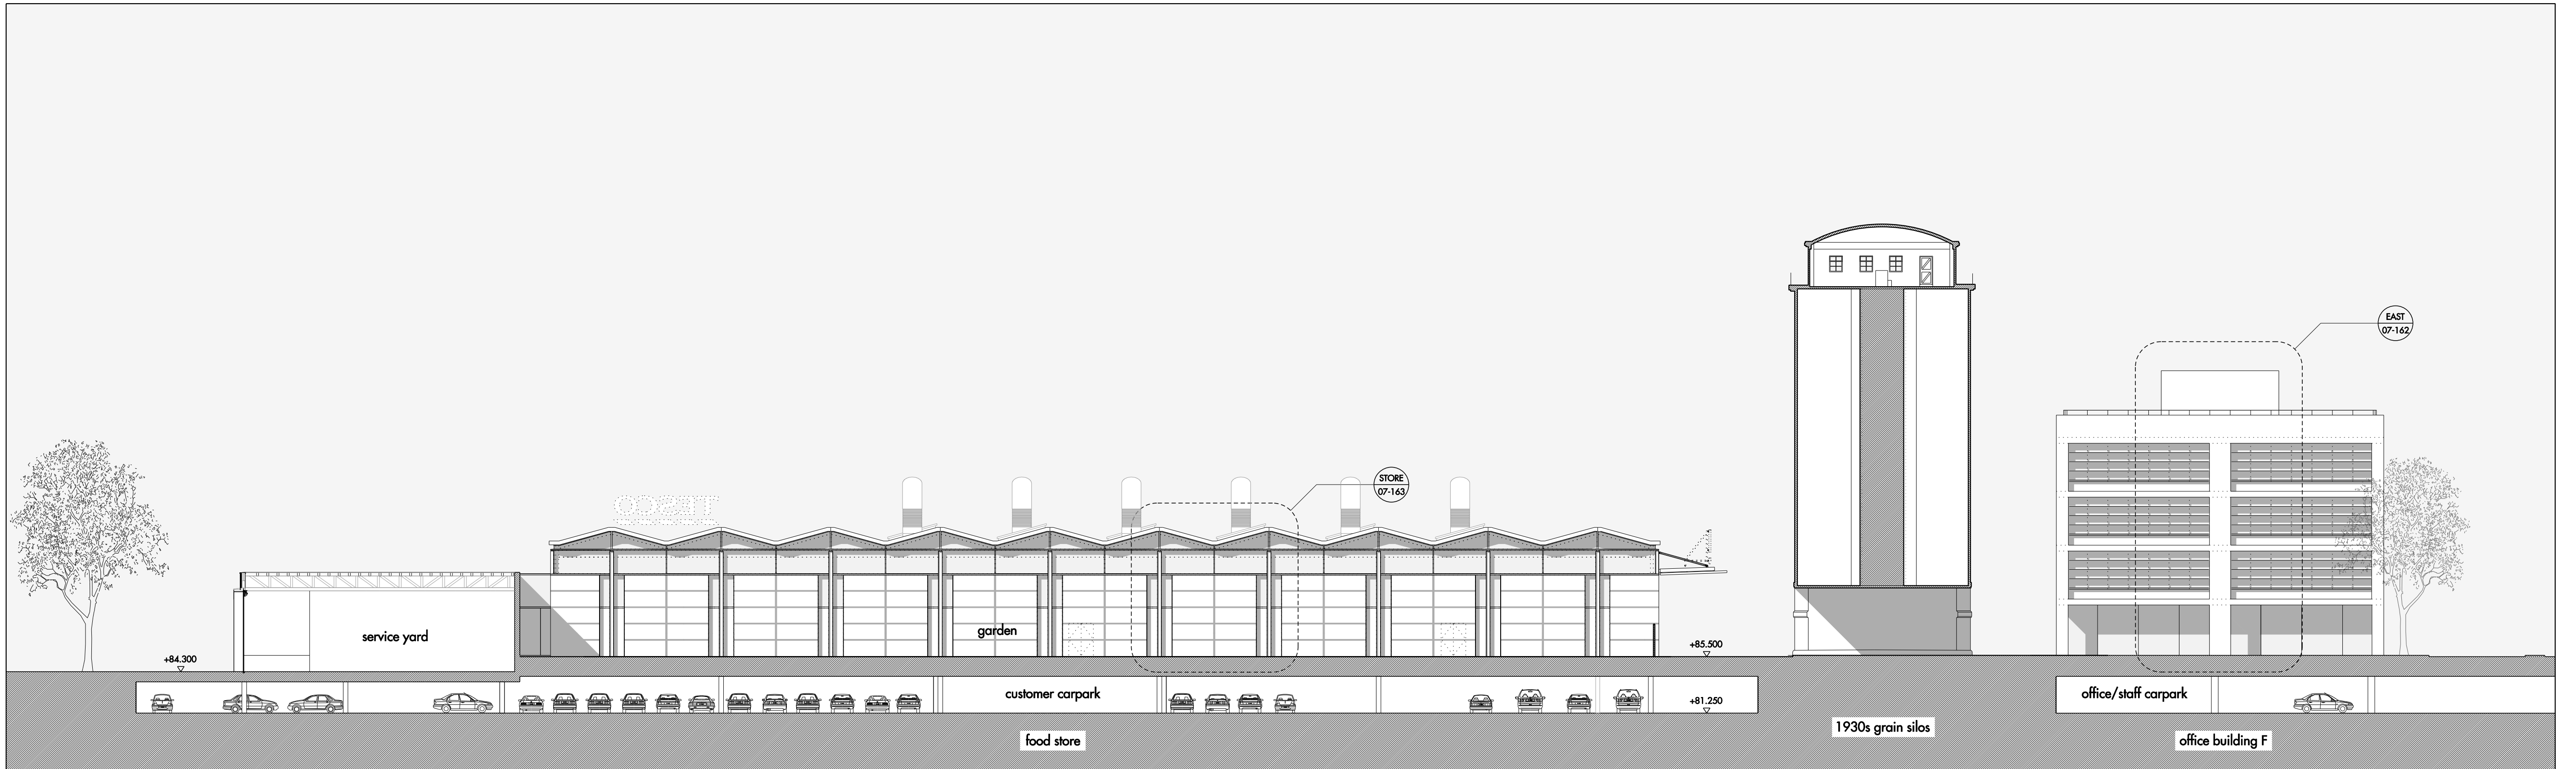 EAST
07-162
STORE
07-163
TESCO
service yard
garden
+84.300
+85.500
customer carpark
+81.250
office/staff carpark
food store
1930s grain silos
office building F